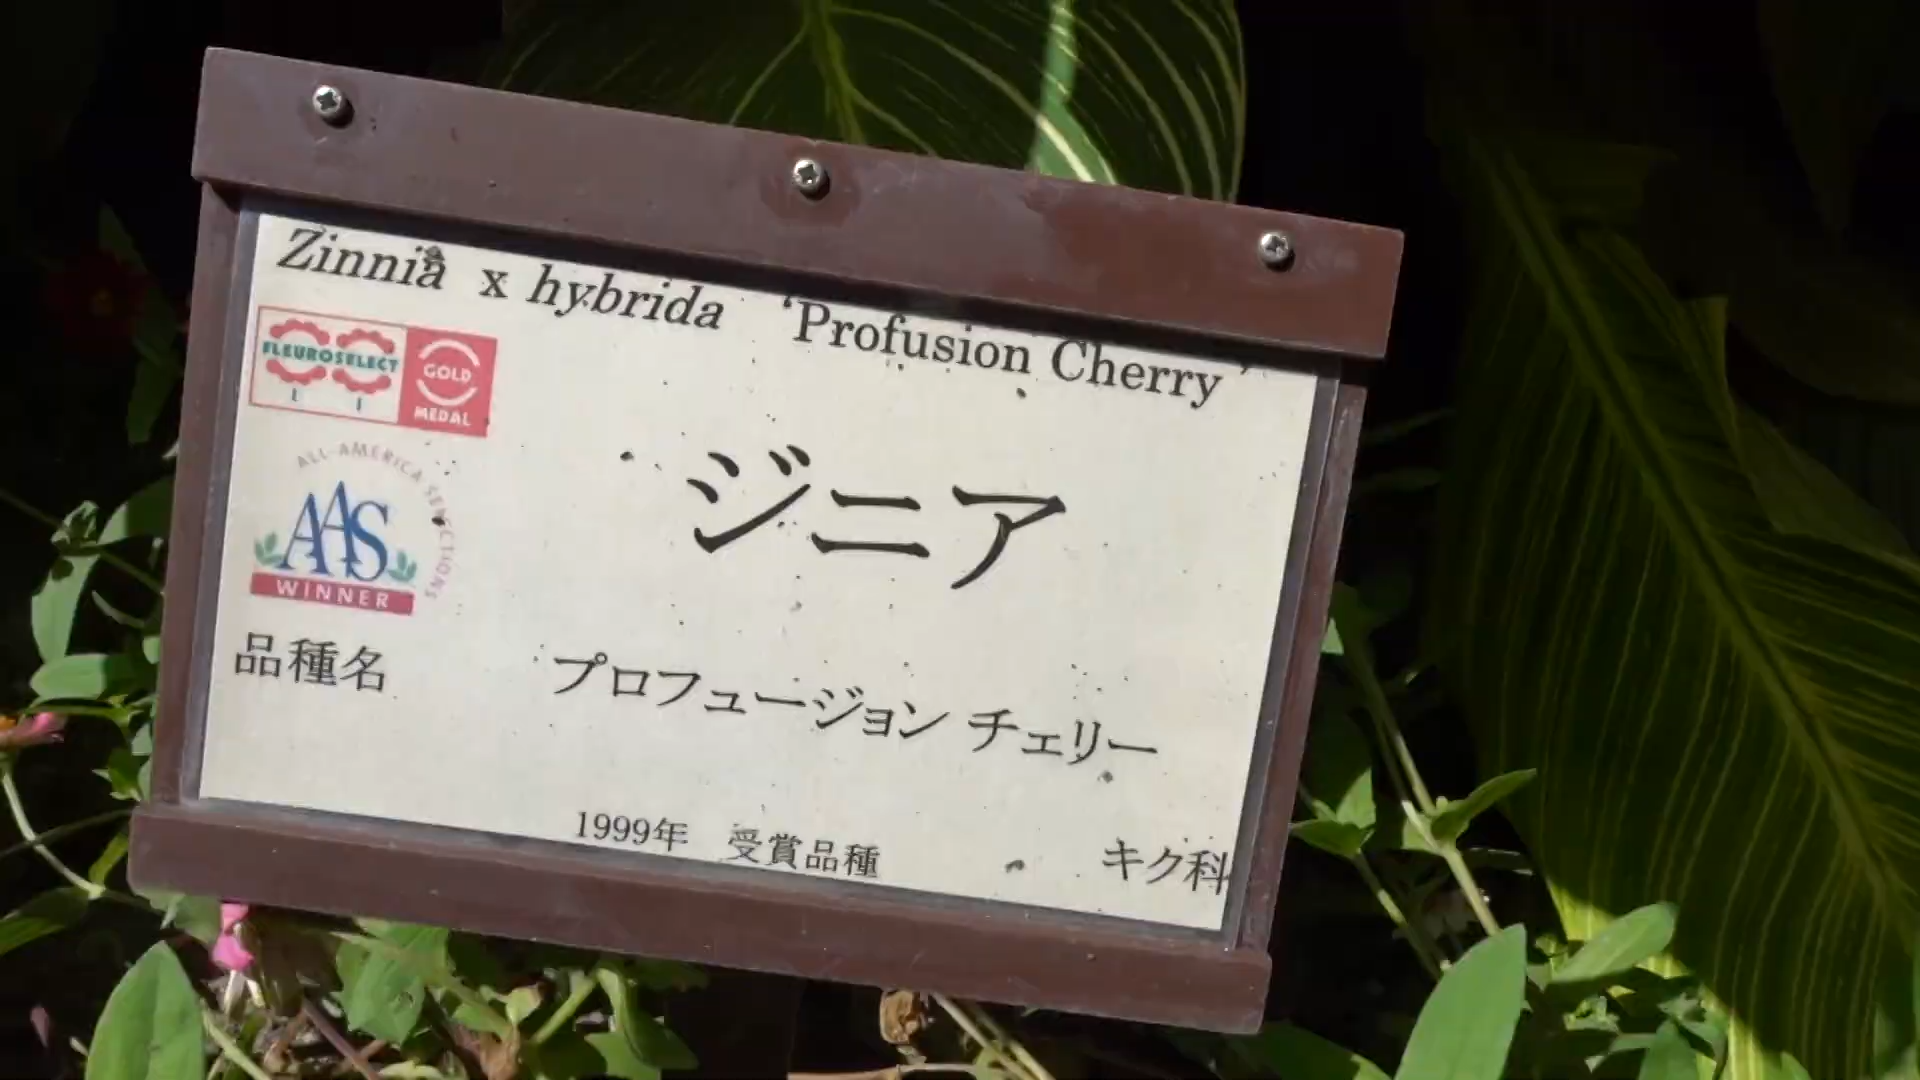 Zinnia x hybrida ‘Profusion Cherry’
FLEUROSELECT
GOLD
MEDAL
ALL-AMERICA SELECTIONS
AAS
WINNER
ジニア
品種名 プロフュージョン チェリー
1999年 受賞品種 キク科